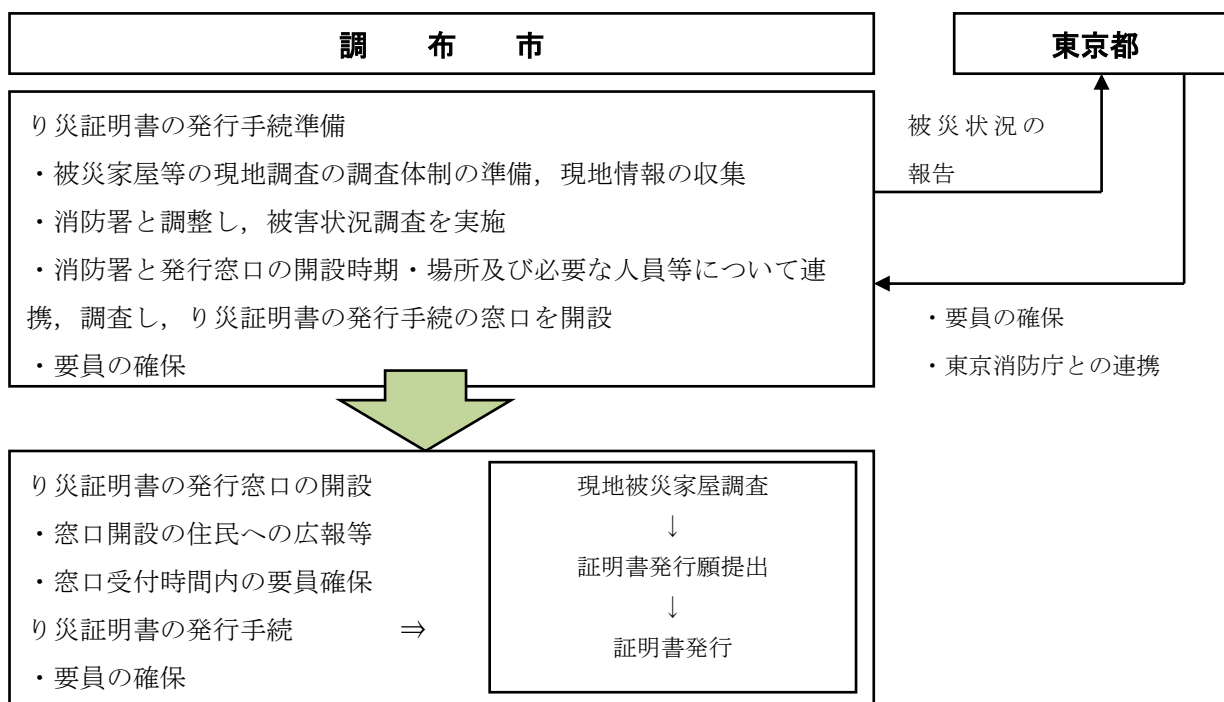 調布市
東京都
り災証明書の発行手続準備
・被災家屋等の現地調査の調査体制の準備，現地情報の収集
・消防署と調整し，被害状況調査を実施
・消防署と発行窓口の開設時期・場所及び必要な人員等について連
携，調査し，り災証明書の発行手続の窓口を開設
・要員の確保
被災状況の
報告
・要員の確保
・東京消防庁との連携
り災証明書の発行窓口の開設
・窓口開設の住民への広報等
・窓口受付時間内の要員確保
り災証明書の発行手続　⇒
・要員の確保
現地被災家屋調査
↓
証明書発行願提出
↓
証明書発行